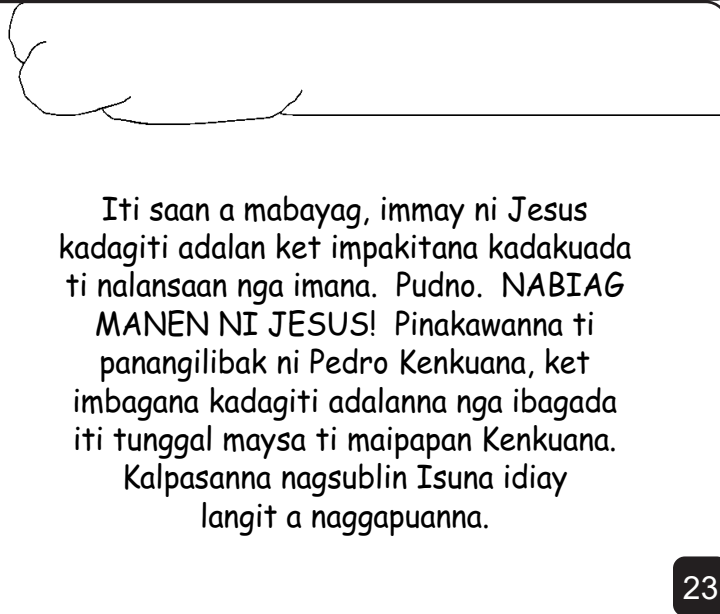 Iti saan a mabayag, immay ni Jesus
kadagiti adalan ket impakitana kadakuada
ti nalansaan nga imana. Pudno. NABIAG
MANEN NI JESUS! Pinakawanna ti
panangilibak ni Pedro Kenkuana, ket
imbagana kadagiti adalanna nga ibagada
iti tunggal maysa ti maipapan Kenkuana.
Kalpasanna nagsublin Isuna idiay
langit a naggapuanna.
23